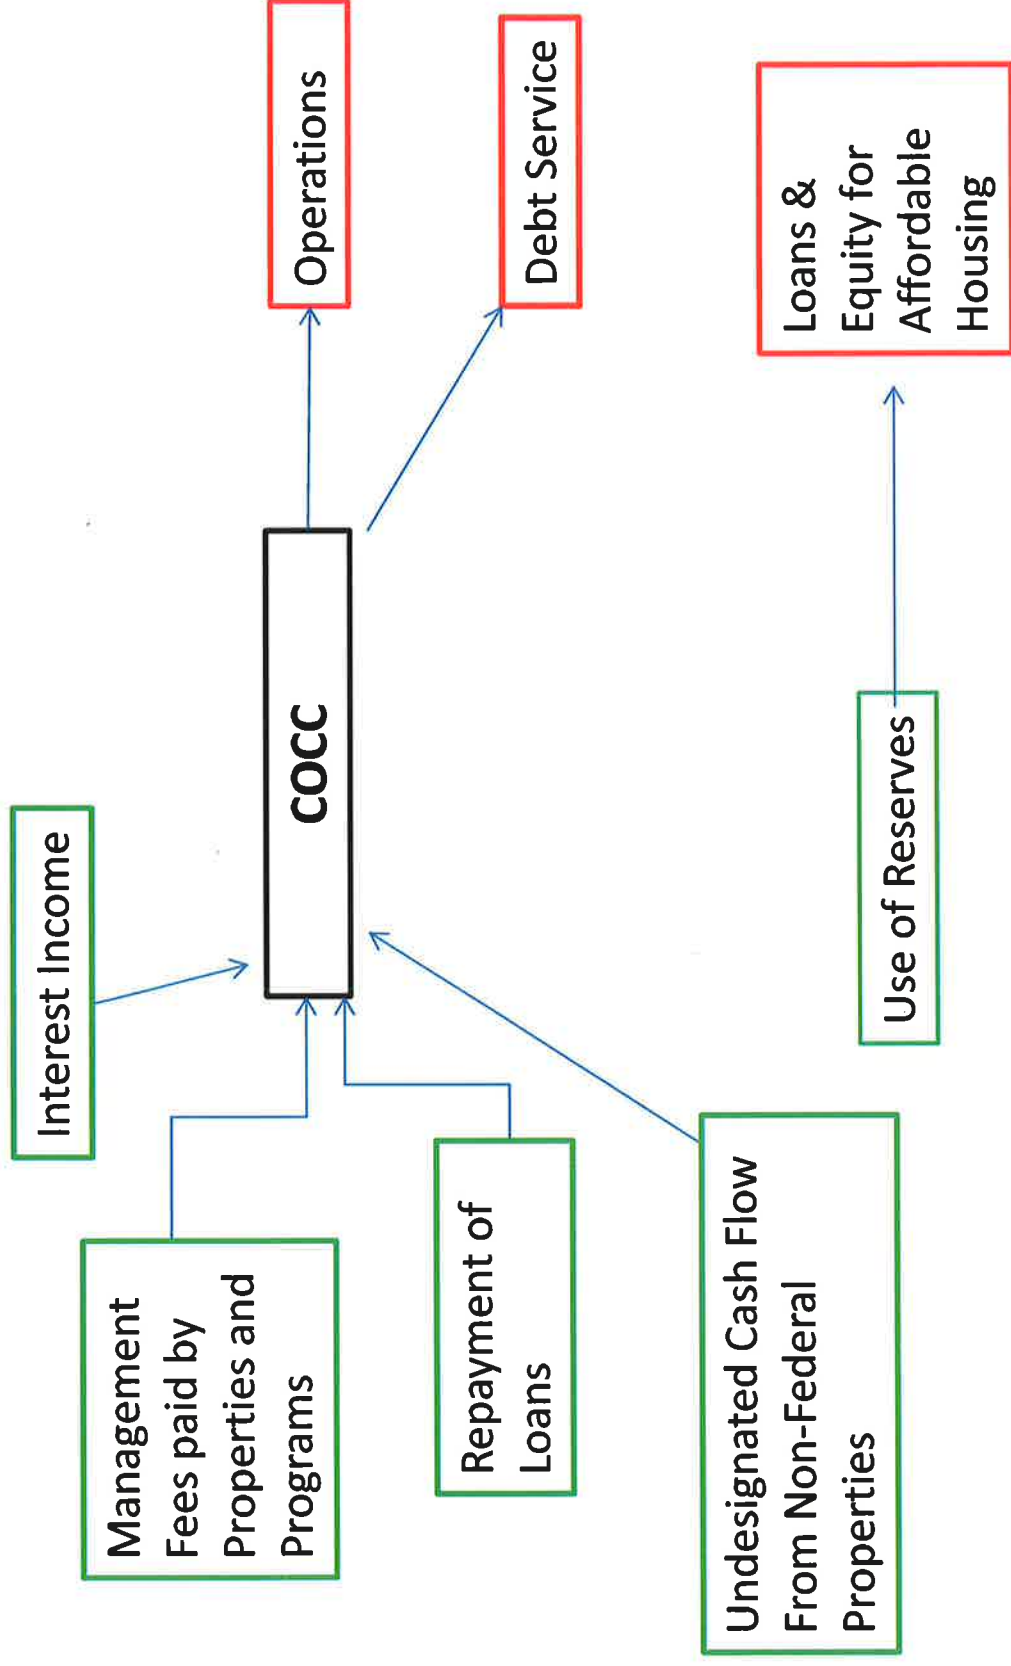 Interest Income
Management
Fees paid by
Properties and
Programs
COCC
Operations
Repayment of
Loans
Debt Service
Undesignated Cash Flow
From Non-Federal
Properties
Use of Reserves
Loans &
Equity for
Affordable
Housing